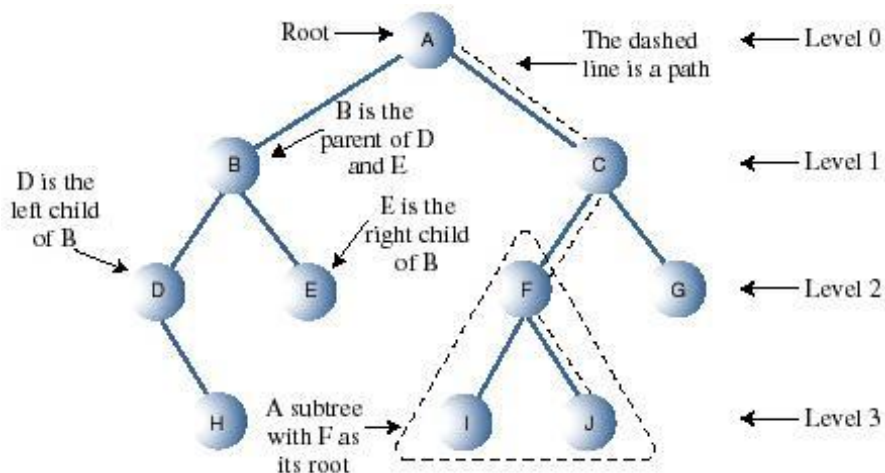 Root
A
The dashed
line is a path
Level 0
B is the
parent of D
and E
B
C
Level 1
D is the
left child
of B
E is the
right child
of B
D
E
F
G
Level 2
A subtree
with F as
its root
H
I
J
Level 3